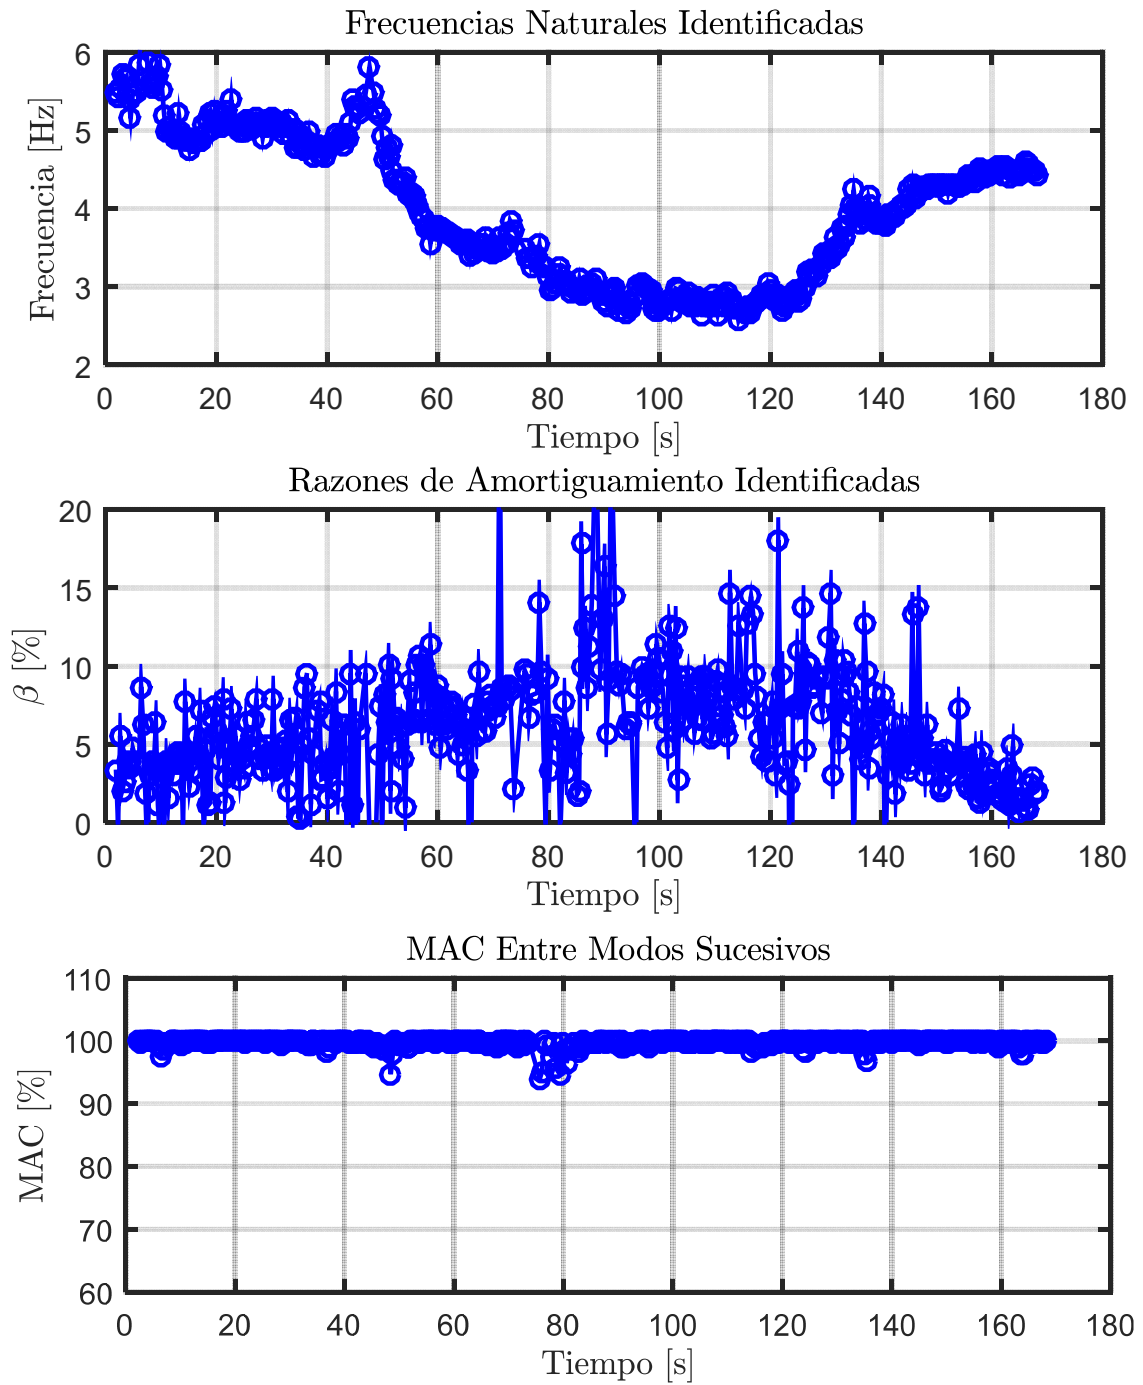 Frecuencias Naturales Identificadas
6
5
4
3
2
Frecuencia [Hz]
0 20 40 60 80 100 120 140 160 180
Tiempo [s]
Razones de Amortiguamiento Identificadas
20
15
10
5
0
β [%]
0 20 40 60 80 100 120 140 160 180
Tiempo [s]
MAC Entre Modos Sucesivos
110
100
90
80
70
60
MAC [%]
0 20 40 60 80 100 120 140 160 180
Tiempo [s]